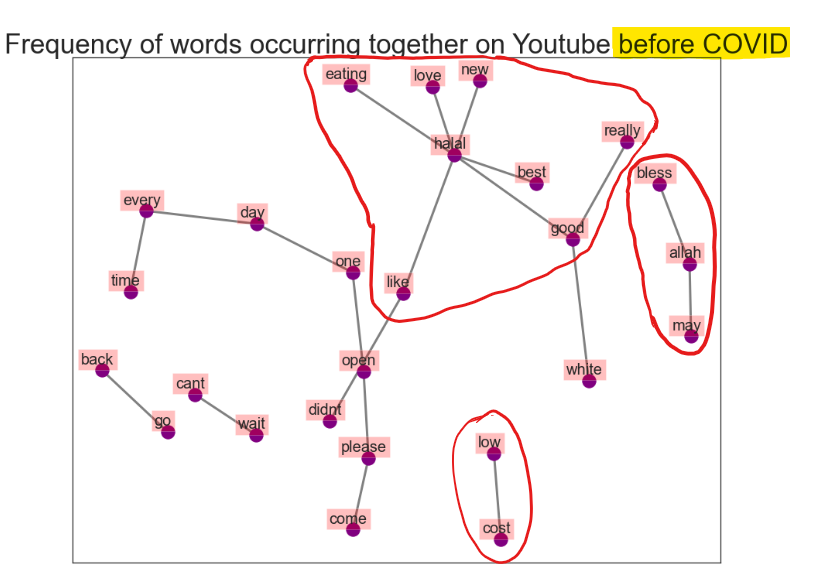 Frequency of words occurring together on Youtube before COVID
eating
love
new
really
halal
best
bless
every
day
good
allah
one
time
like
may
back
open
white
cant
didnt
go
wait
low
please
come
cost